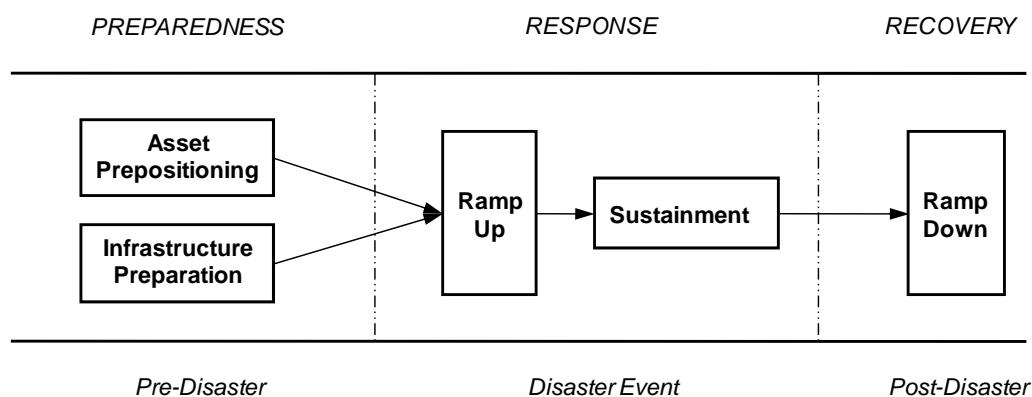 PREPAREDNESS
RESPONSE
RECOVERY
Asset
Prepositioning
Infrastructure
Preparation
Ramp
Up
Sustainment
Ramp
Down
Pre-Disaster
Disaster Event
Post-Disaster